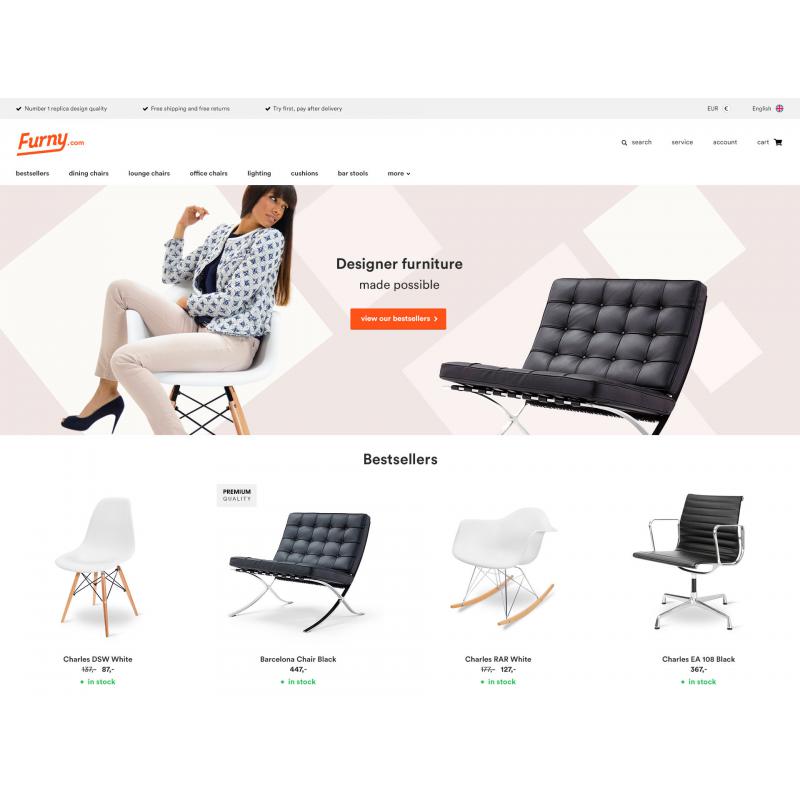 Number 1 replica design quality
Free shipping and free returns
Try first, pay after delivery
EUR €
English
Furny.com
search
service
account
cart
bestsellers
dining chairs
lounge chairs
office chairs
lighting
cushions
bar stools
more
Designer furniture
made possible
view our bestsellers
Bestsellers
PREMIUM
QUALITY
Charles DSW White
137,- 87,-
in stock
Barcelona Chair Black
447,-
in stock
Charles RAR White
177,- 127,-
in stock
Charles EA 108 Black
367,-
in stock